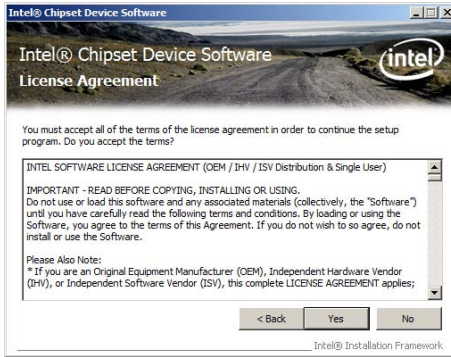 Intel® Chipset Device Software
Intel® Chipset Device Software
intel
License Agreement
You must accept all of the terms of the license agreement in order to continue the setup
program. Do you accept the terms?
INTEL SOFTWARE LICENSE AGREEMENT (OEM / IHV / ISV Distribution & Single User)
IMPORTANT - READ BEFORE COPYING, INSTALLING OR USING.
Do not use or load this software and any associated materials (collectively, the "Software")
until you have carefully read the following terms and conditions. By loading or using the
Software, you agree to the terms of this Agreement. If you do not wish to so agree, do not
install or use the Software.
Please Also Note:
* If you are an Original Equipment Manufacturer (OEM), Independent Hardware Vendor
(IHV), or Independent Software Vendor (ISV), this complete LICENSE AGREEMENT applies;
< Back Yes No
Intel® Installation Framework